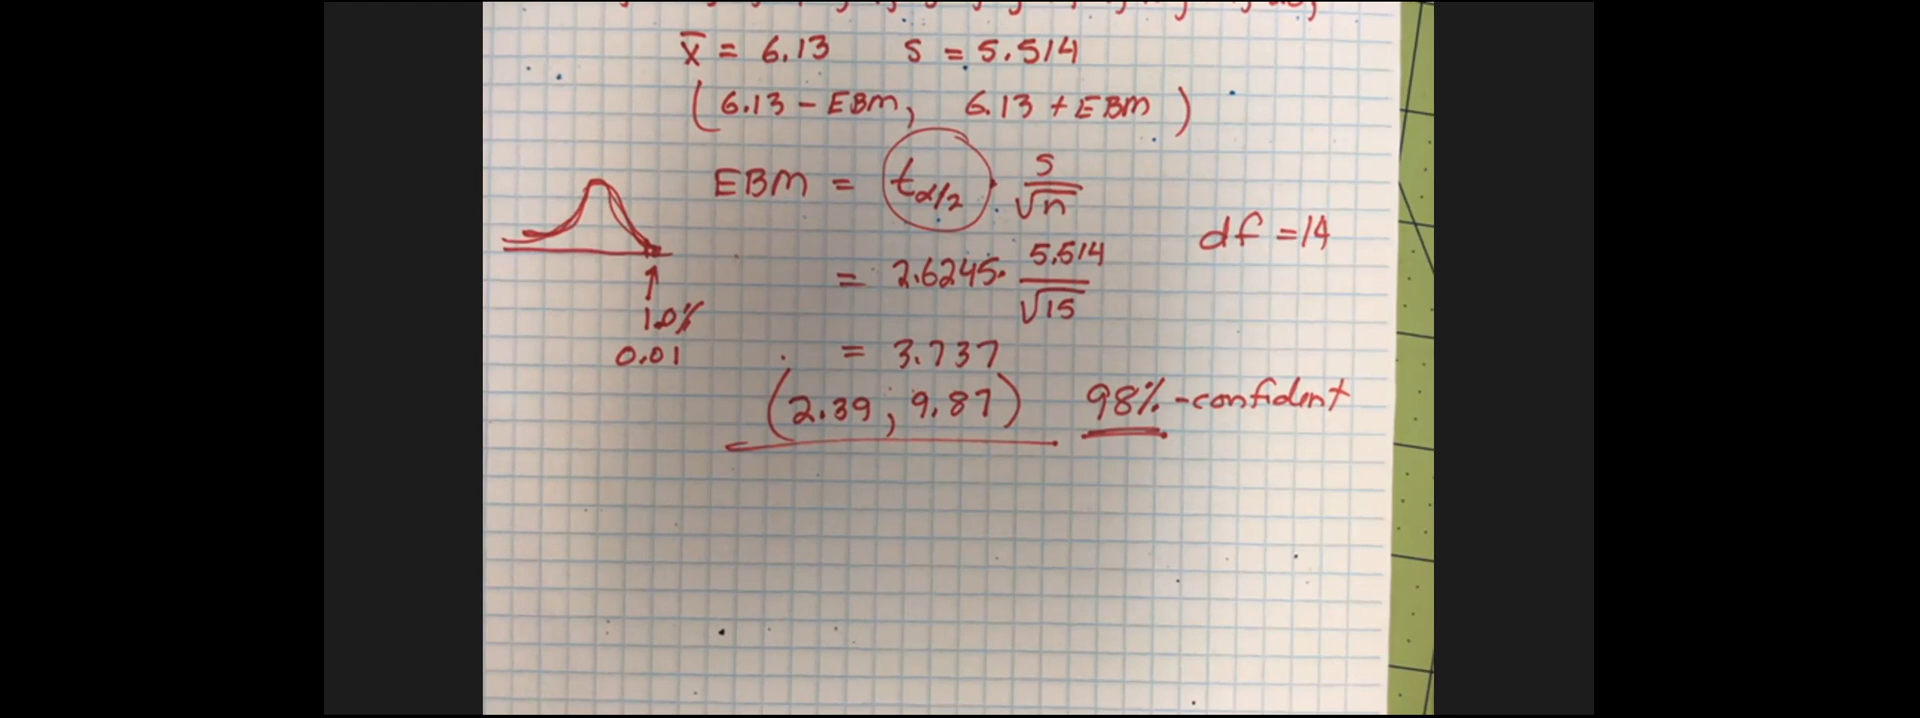 x̄ = 6.13 s = 5.514
(6.13 - EBM, 6.13 + EBM)
EBM = t_α/2 · s/√n
df = 14
= 2.6245 · 5.514/√15
1.0%
0.01
= 3.737
(2.39, 9.87) 98% - confident